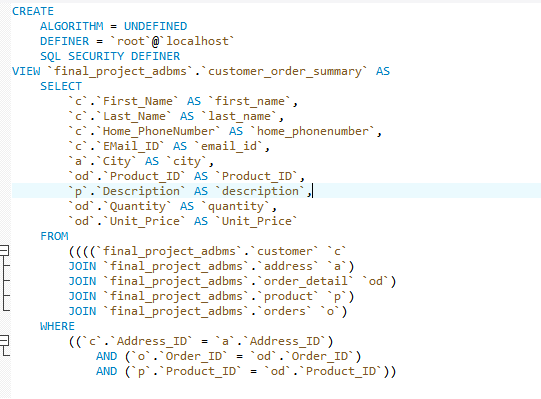 CREATE
ALGORITHM = UNDEFINED
DEFINER = `root`@`localhost`
SQL SECURITY DEFINER
VIEW `final_project_adbms`.`customer_order_summary` AS
SELECT
`c`.`First_Name` AS `first_name`,
`c`.`Last_Name` AS `last_name`,
`c`.`Home_PhoneNumber` AS `home_phonenumber`,
`c`.`EMail_ID` AS `email_id`,
`a`.`City` AS `city`,
`od`.`Product_ID` AS `Product_ID`,
`p`.`Description` AS `description`,
`od`.`Quantity` AS `quantity`,
`od`.`Unit_Price` AS `Unit_Price`
FROM
((((`final_project_adbms`.`customer` `c`
JOIN `final_project_adbms`.`address` `a`)
JOIN `final_project_adbms`.`order_detail` `od`)
JOIN `final_project_adbms`.`product` `p`)
JOIN `final_project_adbms`.`orders` `o`)
WHERE
((`c`.`Address_ID` = `a`.`Address_ID`)
AND (`o`.`Order_ID` = `od`.`Order_ID`)
AND (`p`.`Product_ID` = `od`.`Product_ID`))